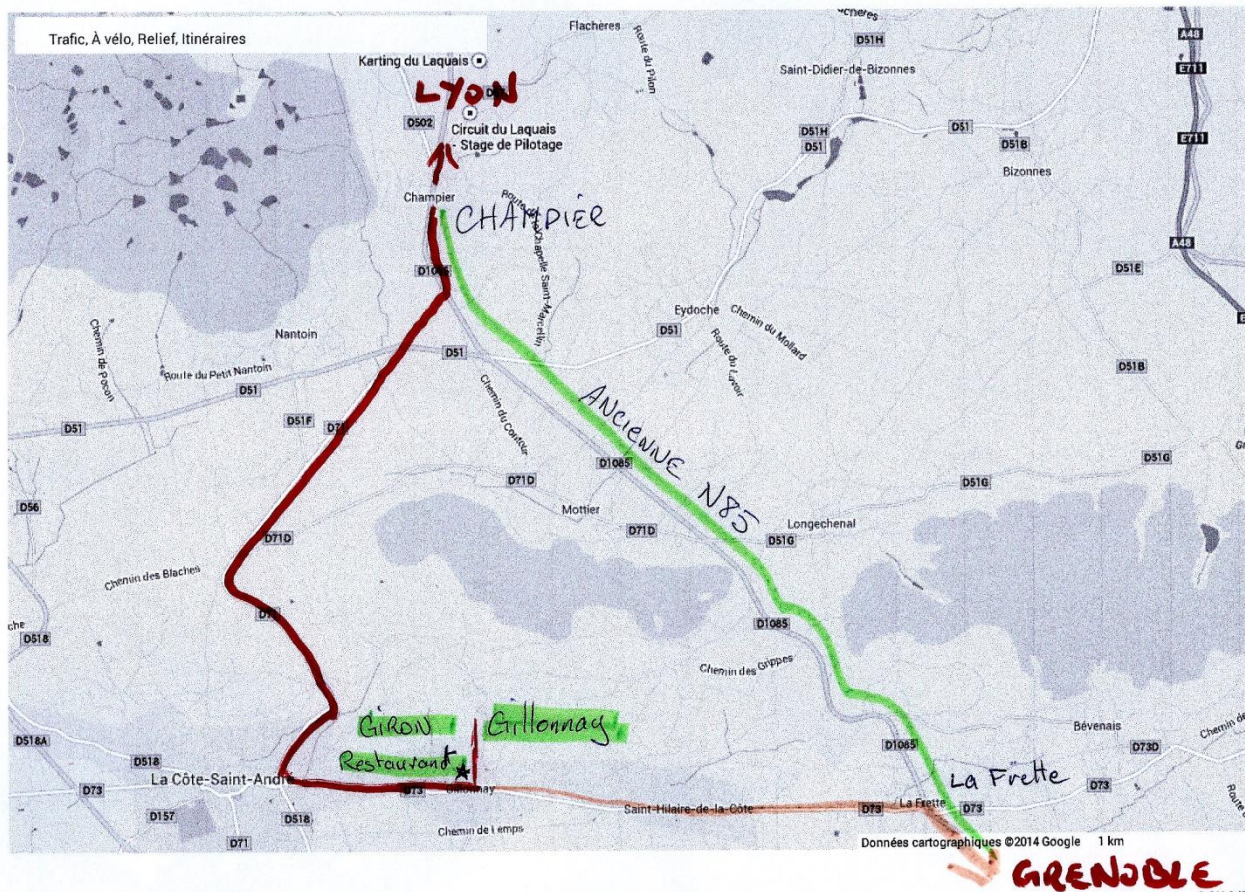 Trafic, À vélo, Relief, Itinéraires
Flachères
Route du Pilon
D51H
A48
E711
Karting du Laquais
Saint-Didier-de-Bizonnes
E711
LYON
D502
Circuit du Laquais
- Stage de Pilotage
D51H
D51
D51
D51B
E711
Bizonnes
Champier
CHAMPIER
A48
D51E
Eydoche
Chemin du Mollard
Nantoin
D51
Route du Lavoir
Chemin de Pocon
Route du Petit Nantoin
D51
D51B
D51
D51F
Chemin du Contour
ANCIENNE N85
D51
D1085
D51G
D71D
D51G
D56
Mottier
Longechenal
D71D
D71D
D51G
Chemin des Blaches
D518
D1085
Chemin des Grippes
GIRON
Gillonnay
Bévenais
Chemin de
D518A
D1085
D73D
Restaurant
D518
La Côte-Saint-André
La Frette
D73
D73
Saint-Hilaire-de-la-Côte
D73
La Frette
D73
D157
D518
Chemin de Lemps
D71
Données cartographiques ©2014 Google 1 km
GRENOBLE